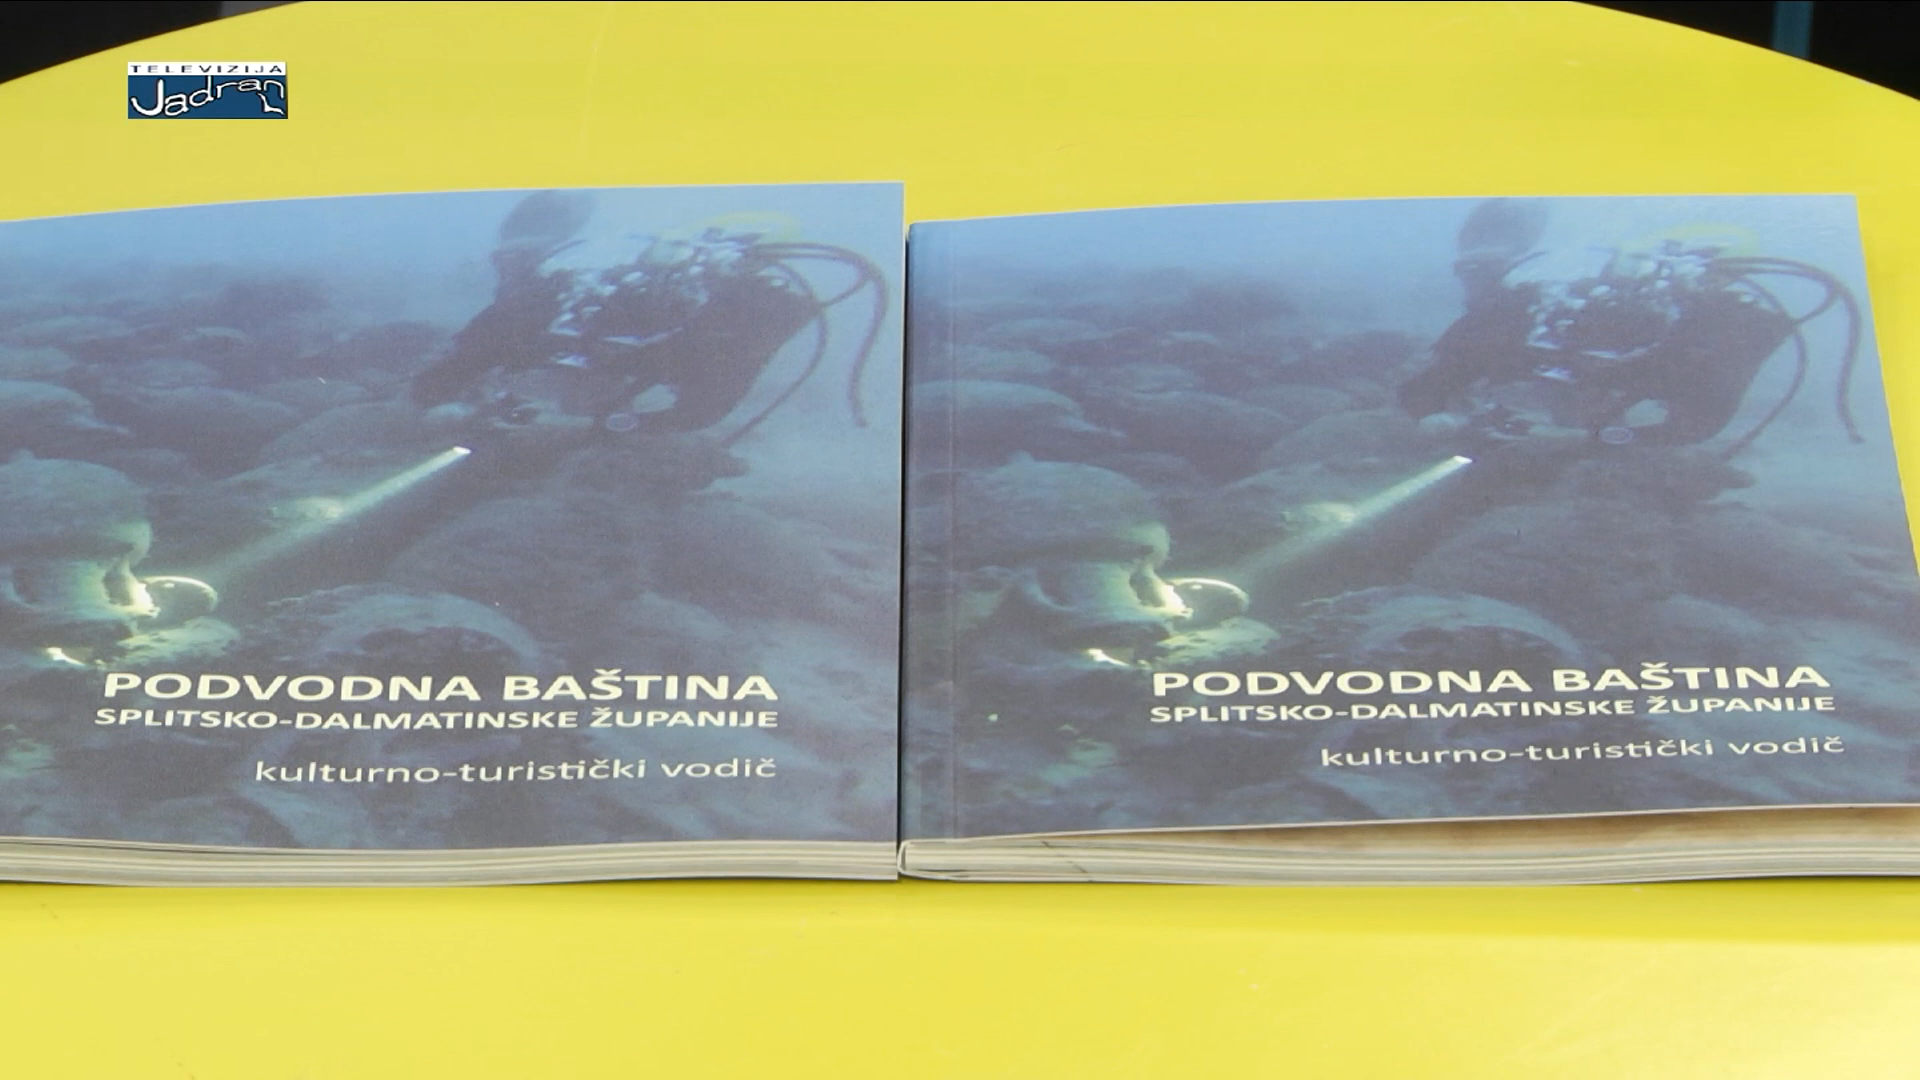 TELEVIZIJA
Jadran
PODVODNA BAŠTINA
SPLITSKO-DALMATINSKE ŽUPANIJE
kulturno-turistički vodič
PODVODNA BAŠTINA
SPLITSKO-DALMATINSKE ŽUPANIJE
kulturno-turistički vodič